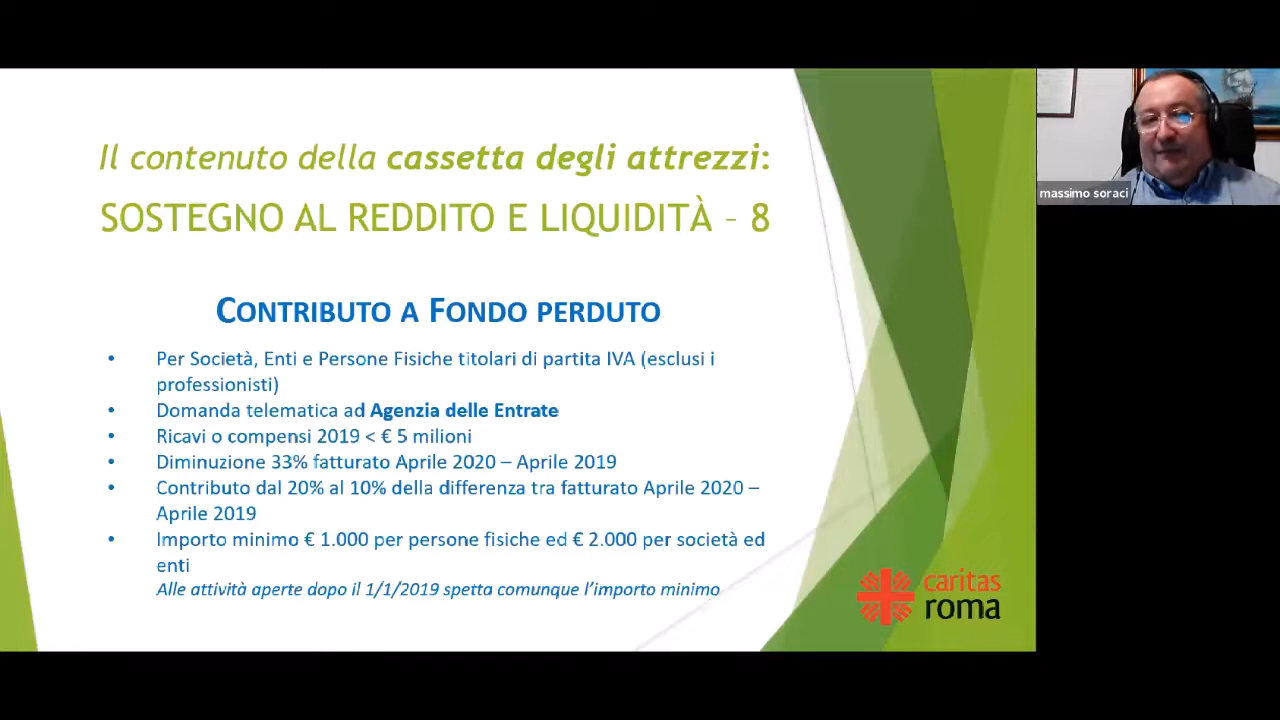 Il contenuto della cassetta degli attrezzi:
SOSTEGNO AL REDDITO E LIQUIDITÀ – 8
CONTRIBUTO A FONDO PERDUTO
• Per Società, Enti e Persone Fisiche titolari di partita IVA (esclusi i
professionisti)
• Domanda telematica ad Agenzia delle Entrate
• Ricavi o compensi 2019 < € 5 milioni
• Diminuzione 33% fatturato Aprile 2020 – Aprile 2019
• Contributo dal 20% al 10% della differenza tra fatturato Aprile 2020 –
Aprile 2019
• Importo minimo € 1.000 per persone fisiche ed € 2.000 per società ed
enti
Alle attività aperte dopo il 1/1/2019 spetta comunque l’importo minimo
caritas
roma
massimo soraci